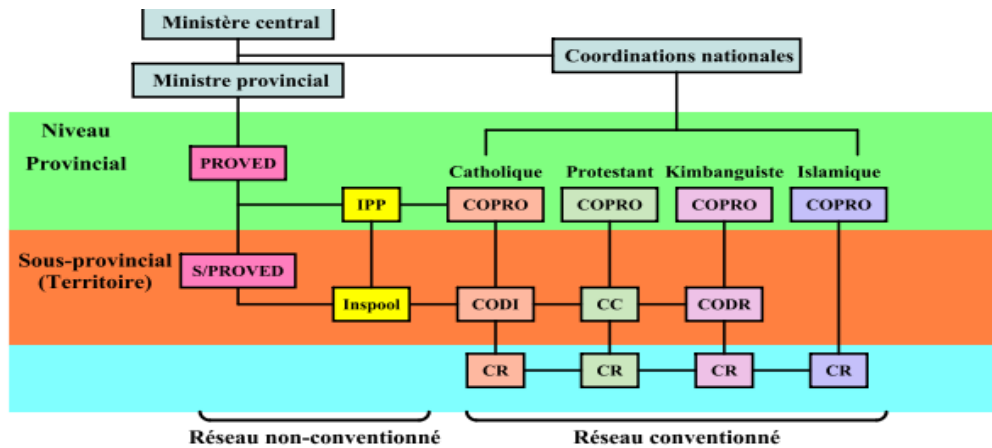 Ministère central
Coordinations nationales
Ministre provincial
Niveau
Provincial
PROVED
Catholique Protestant Kimbanguiste Islamique
IPP COPRO COPRO COPRO COPRO
Sous-provincial
(Territoire)
S/PROVED
Inspool CODI CC CODR
CR CR CR CR
Réseau non-conventionné Réseau conventionné